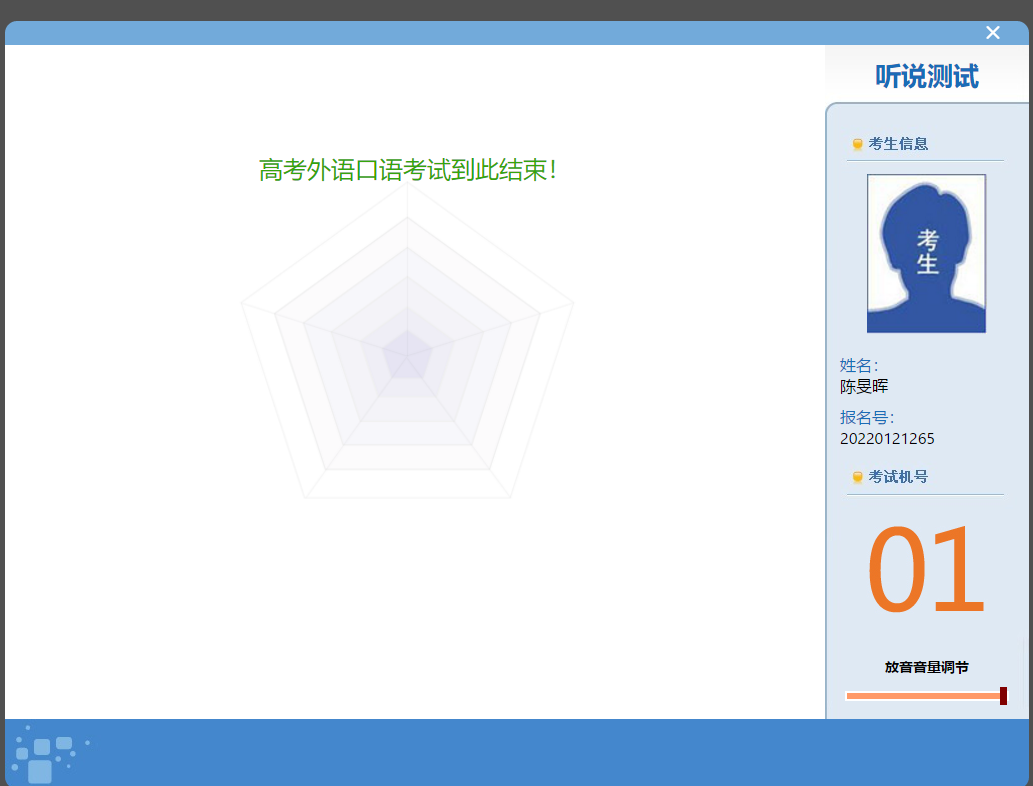 听说测试
高考外语口语考试到此结束！
考生信息
考
生
姓名：
陈旻晖
报名号：
20220121265
考试机号
01
放音音量调节